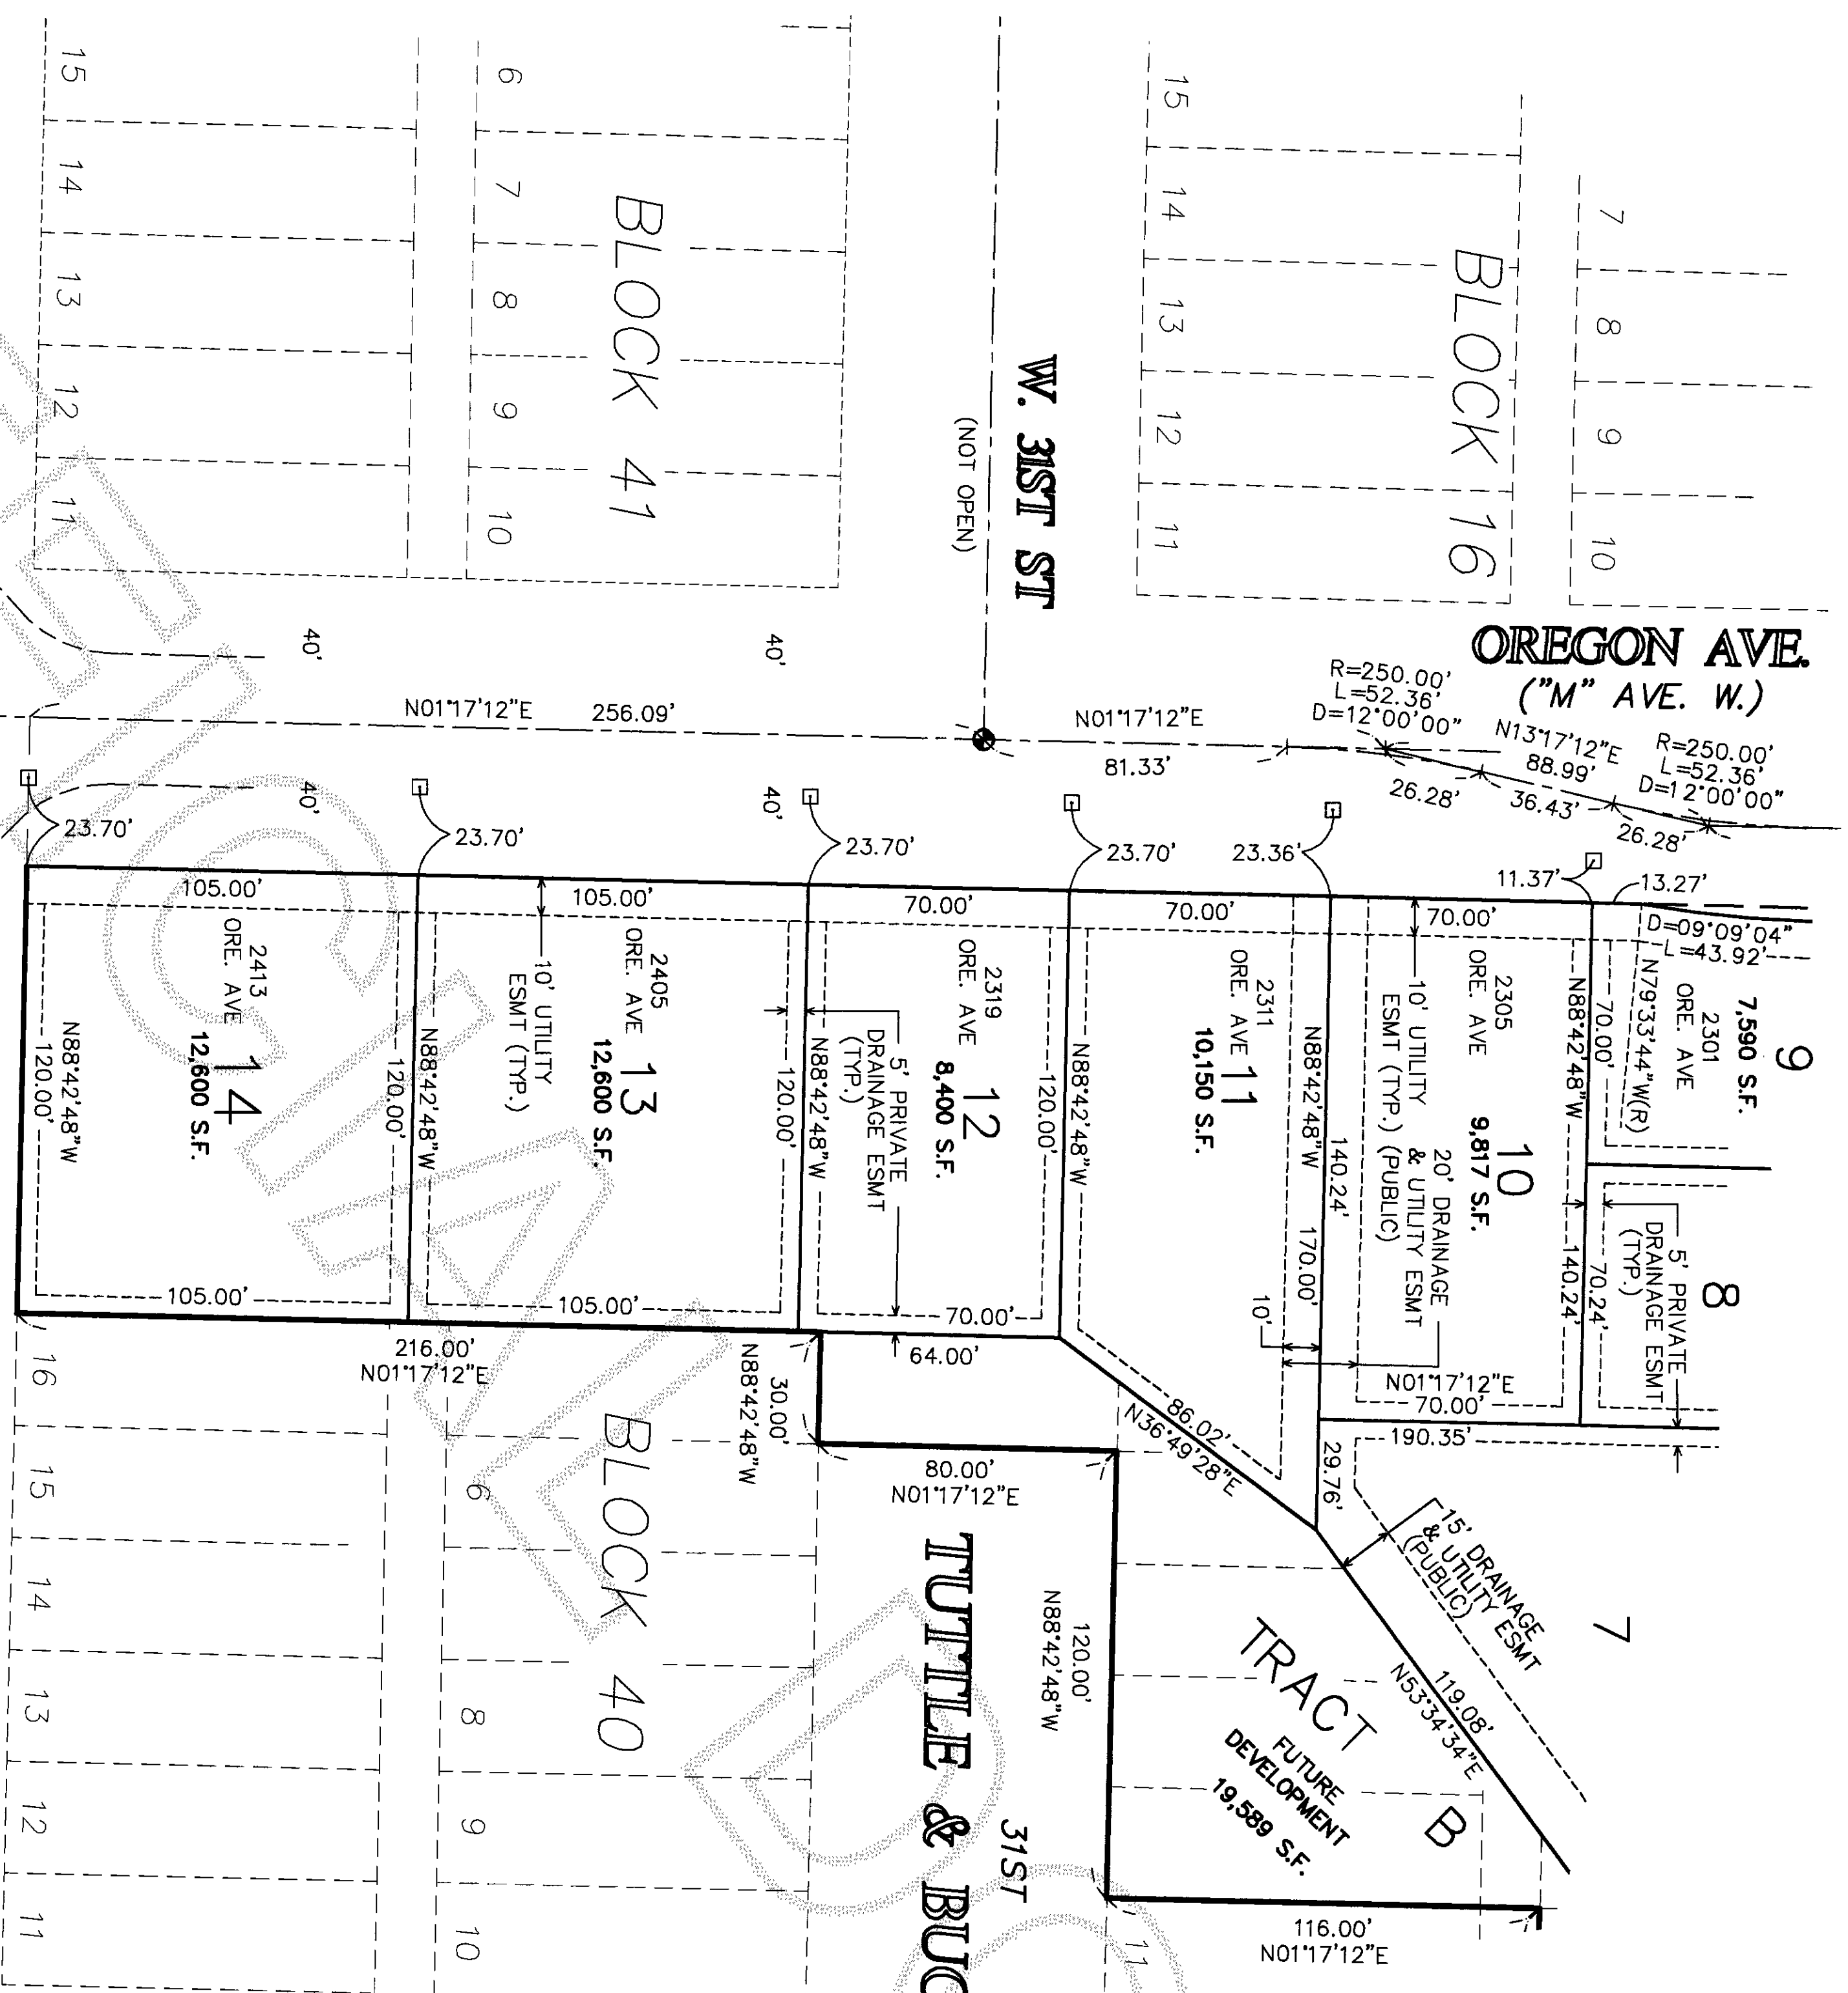 15
14
13
12
11
6
7
8
9
10
BLOCK 41
W. 31ST ST
(NOT OPEN)
15
14
13
12
11
BLOCK 16
7
8
9
10
OREGON AVE.
("M" AVE. W.)
40'
40'
N01°17'12"E 256.09'
N01°17'12"E
81.33'
R=250.00'
L=52.36'
D=12°00'00"
N13°17'12"E
88.99'
R=250.00'
L=52.36'
D=12°00'00"
26.28'
36.43'
26.28'
40'
40'
23.70'
23.70'
23.70'
23.70'
23.36'
11.37'
13.27'
105.00'
105.00'
70.00'
70.00'
70.00'
D=09°09'04"
L=43.92'
2413
ORE. AVE
14
12,600 S.F.
N88°42'48"W
120.00'
105.00'
120.00'
N88°42'48"W
2405
ORE. AVE
13
12,600 S.F.
10' UTILITY
ESMT (TYP.)
120.00'
105.00'
N88°42'48"W
5' PRIVATE
DRAINAGE ESMT
(TYP.)
2319
ORE. AVE
12
8,400 S.F.
120.00'
70.00'
N88°42'48"W
2311
ORE. AVE
11
10,150 S.F.
N88°42'48"W 170.00'
10'
140.24'
2305
ORE. AVE
10
9,817 S.F.
10' UTILITY
ESMT (TYP.)
20' DRAINAGE
& UTILITY ESMT
(PUBLIC)
N88°42'48"W 140.24'
N01°17'12"E
70.00'
70.00'
70.24'
N79°33'44"W(R)
2301
ORE. AVE
7,590 S.F.
9
8
5' PRIVATE
DRAINAGE ESMT
(TYP.)
190.35'
29.76'
86.02'
N36°49'28"E
64.00'
216.00'
N01°17'12"E
30.00'
N88°42'48"W
80.00'
N01°17'12"E
15' DRAINAGE
& UTILITY ESMT
(PUBLIC)
7
119.08'
N53°34'34"E
120.00'
N88°42'48"W
TRACT B
FUTURE
DEVELOPMENT
19,589 S.F.
116.00'
N01°17'12"E
TUTTLE & BUC
31ST
11
16
15
14
13
12
11
BLOCK 40
6
8
9
10